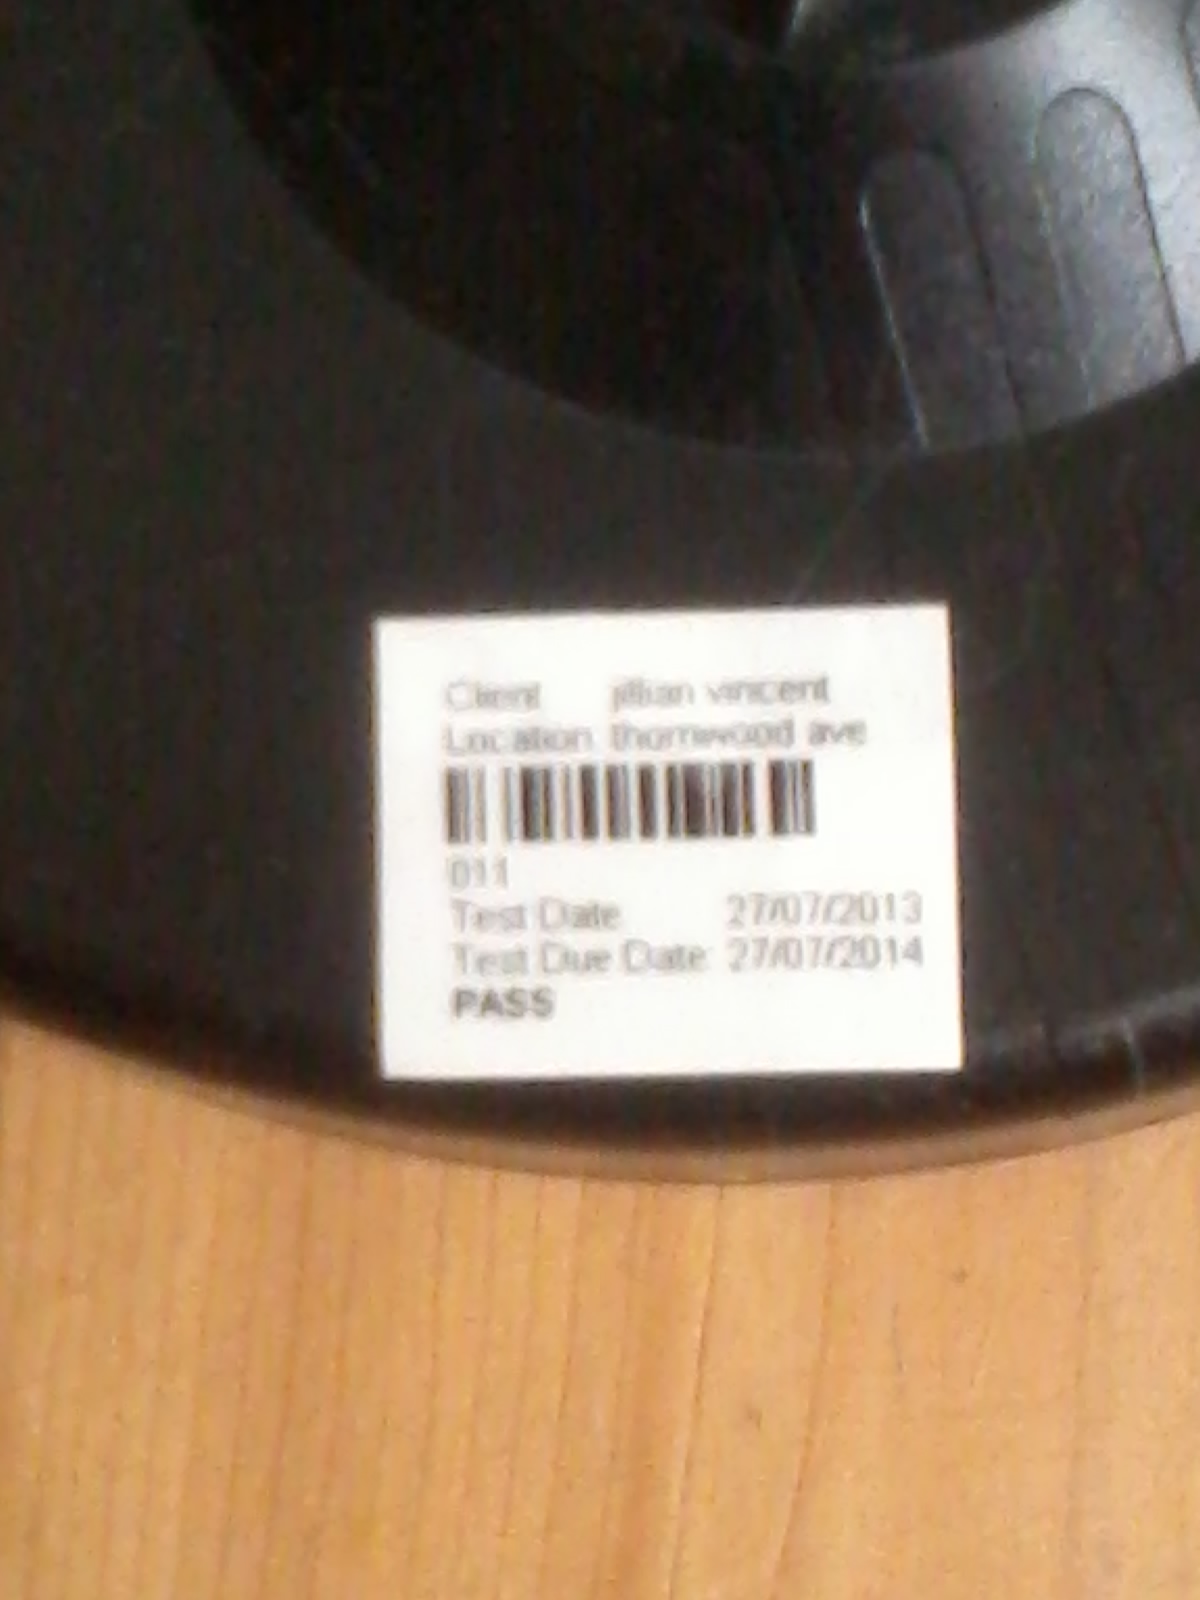 Client jillian vincent
Location thornwood ave
011
Test Date 27/07/2013
Test Due Date 27/07/2014
PASS